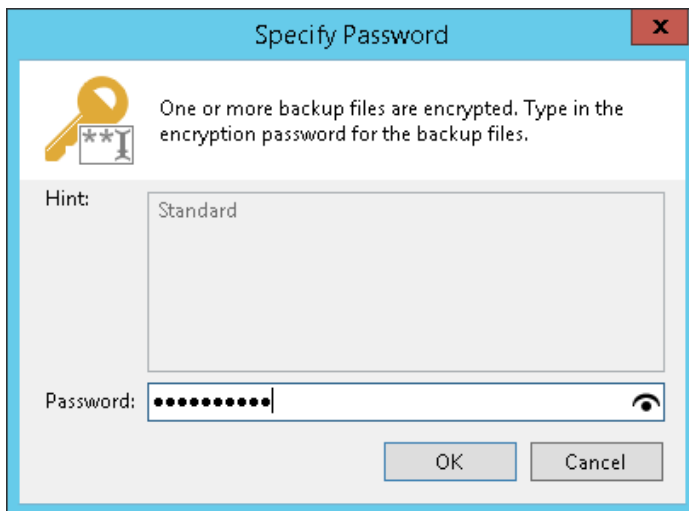 Specify Password
x
One or more backup files are encrypted. Type in the
encryption password for the backup files.
**
Hint:
Standard
Password: ●●●●●●●●●●
OK Cancel